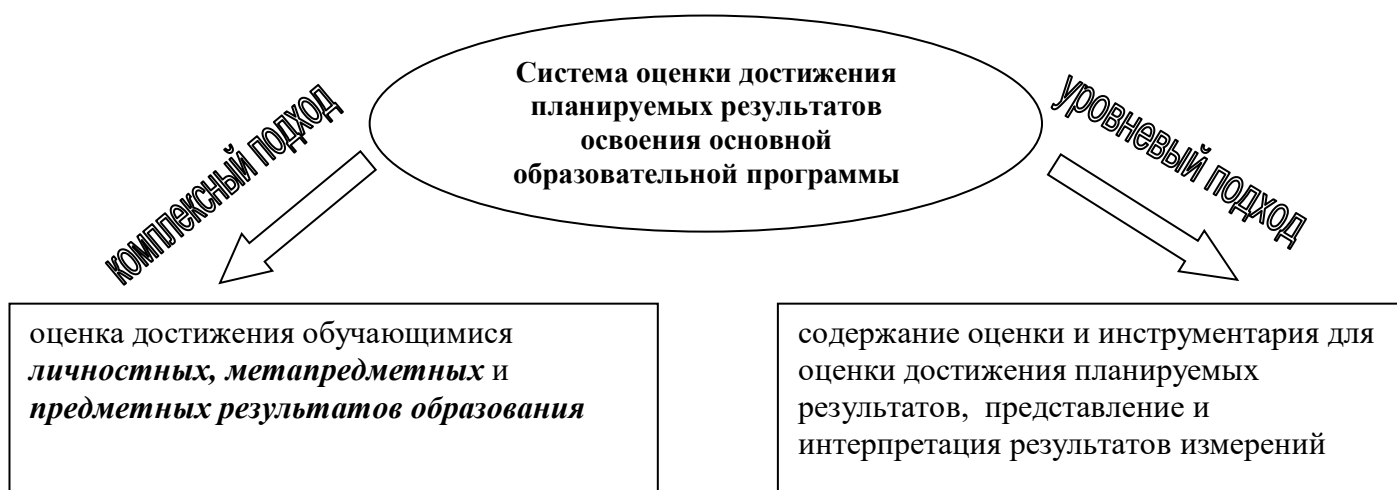 Система оценки достижения
планируемых результатов
освоения основной
образовательной программы
комплексный подход
уровневый подход
оценка достижения обучающимися
личностных, метапредметных и
предметных результатов образования
содержание оценки и инструментария для
оценки достижения планируемых
результатов, представление и
интерпретация результатов измерений